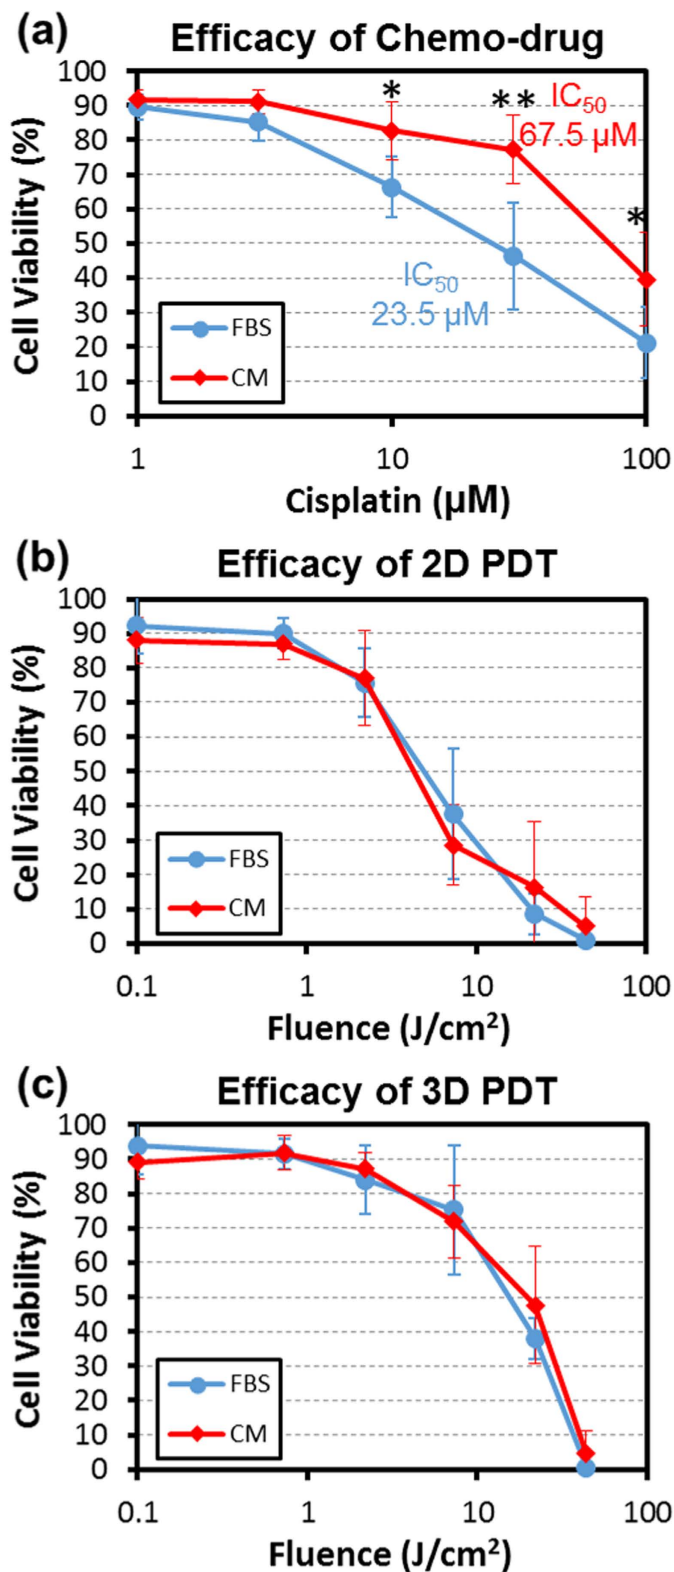 (a) Efficacy of Chemo-drug
100
90
80
70
60
50
40
30
20
10
0
Cell Viability (%)
*
**
*
IC50
67.5 µM
IC50
23.5 µM
FBS
CM
1
10
100
Cisplatin (µM)
(b) Efficacy of 2D PDT
100
90
80
70
60
50
40
30
20
10
0
Cell Viability (%)
FBS
CM
0.1
1
10
100
Fluence (J/cm²)
(c) Efficacy of 3D PDT
100
90
80
70
60
50
40
30
20
10
0
Cell Viability (%)
FBS
CM
0.1
1
10
100
Fluence (J/cm²)